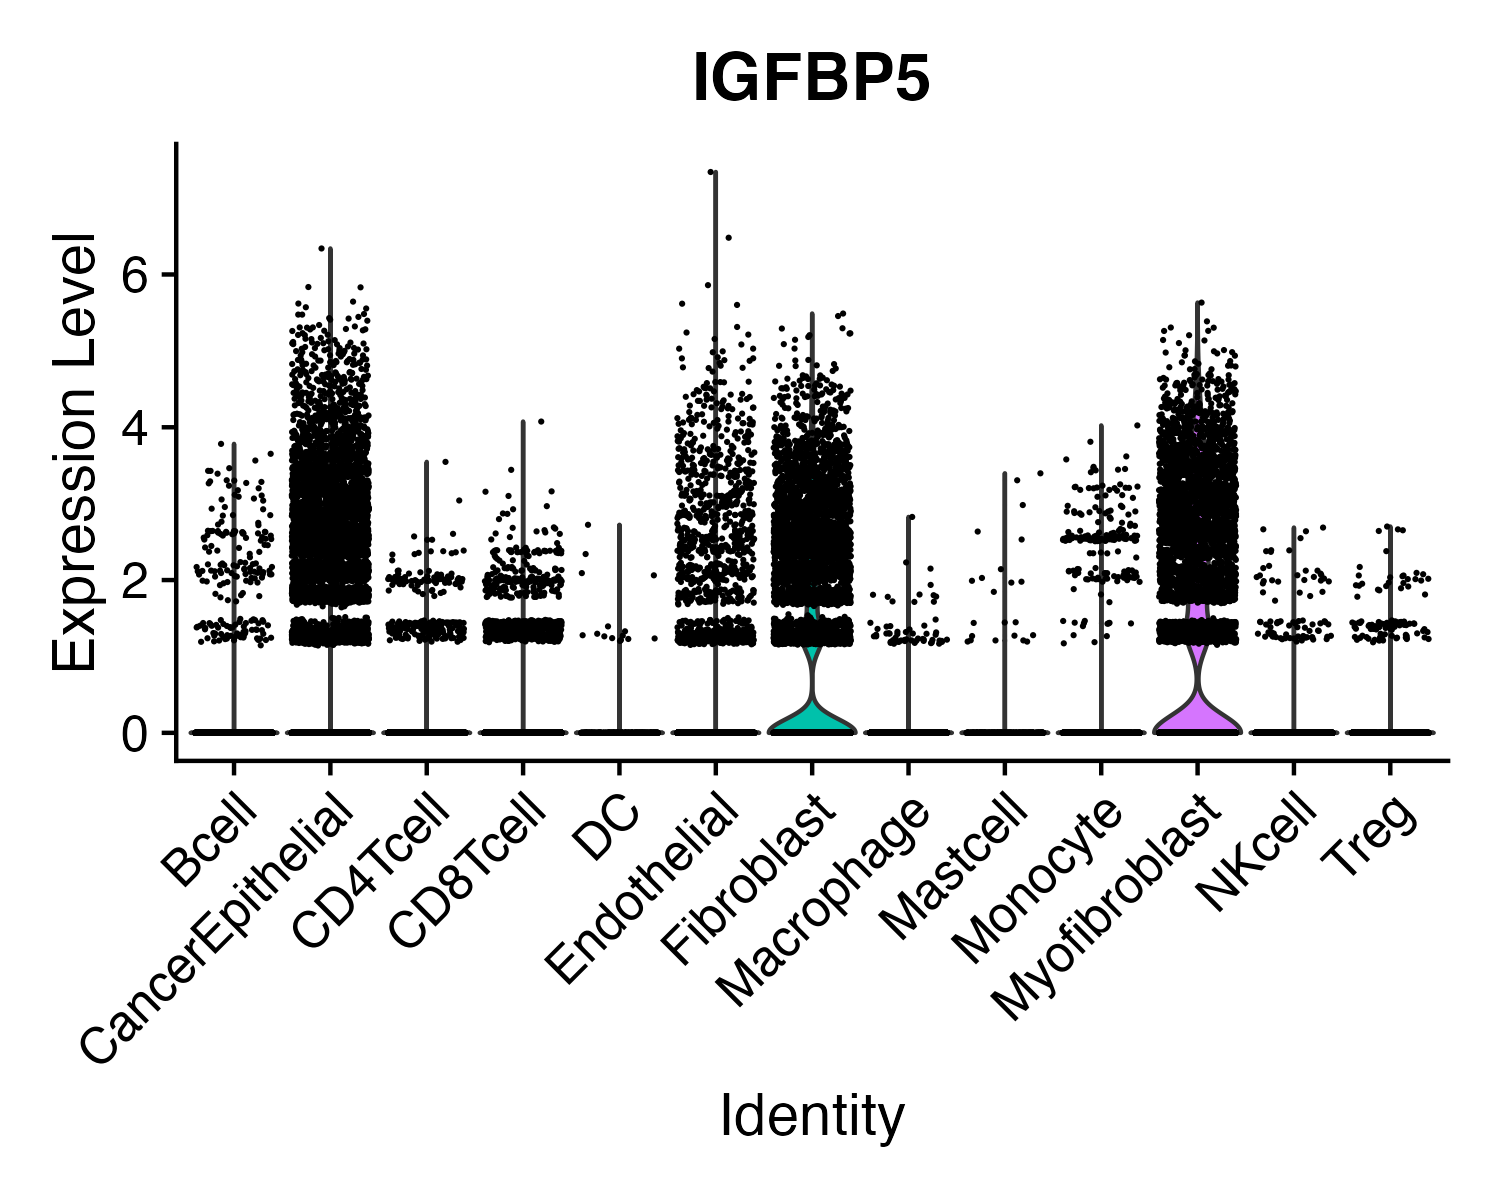 IGFBP5
Expression Level
6
4
2
0
Bcell
CancerEpithelial
CD4Tcell
CD8Tcell
DC
Endothelial
Fibroblast
Macrophage
Mastcell
Monocyte
Myofibroblast
NKcell
Treg
Identity